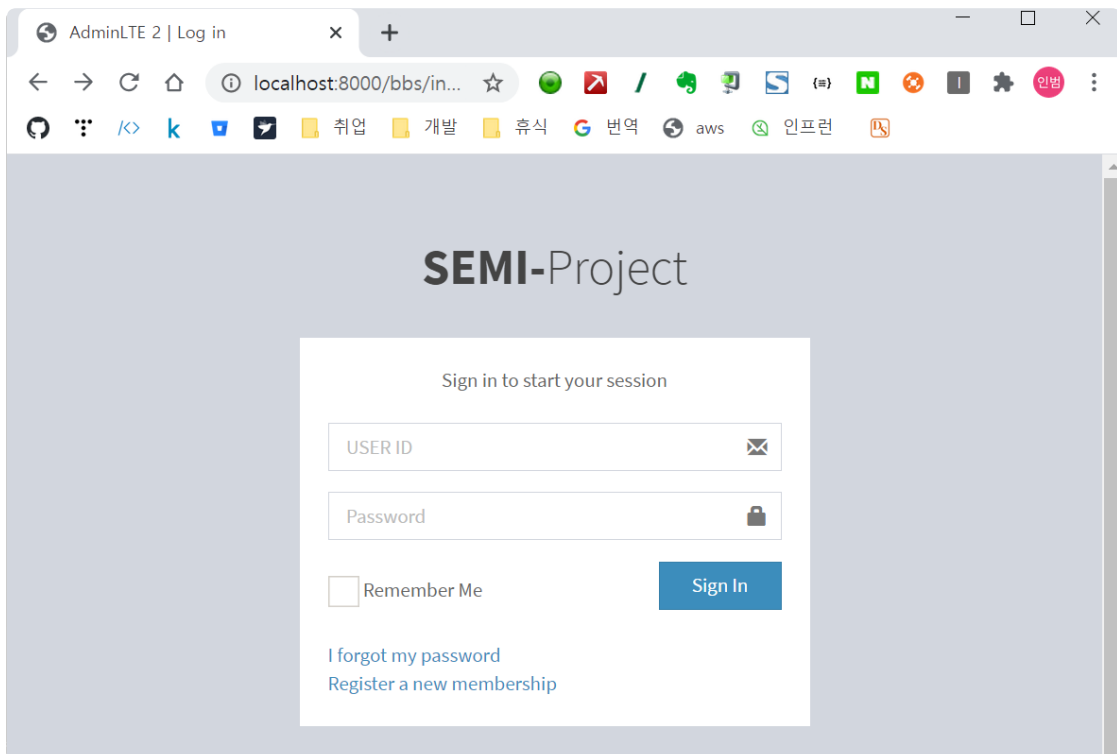 AdminLTE 2 | Log in
localhost:8000/bbs/in...
인범
취업 개발 휴식 번역 aws 인프런
SEMI-Project
Sign in to start your session
USER ID
Password
Remember Me Sign In
I forgot my password
Register a new membership